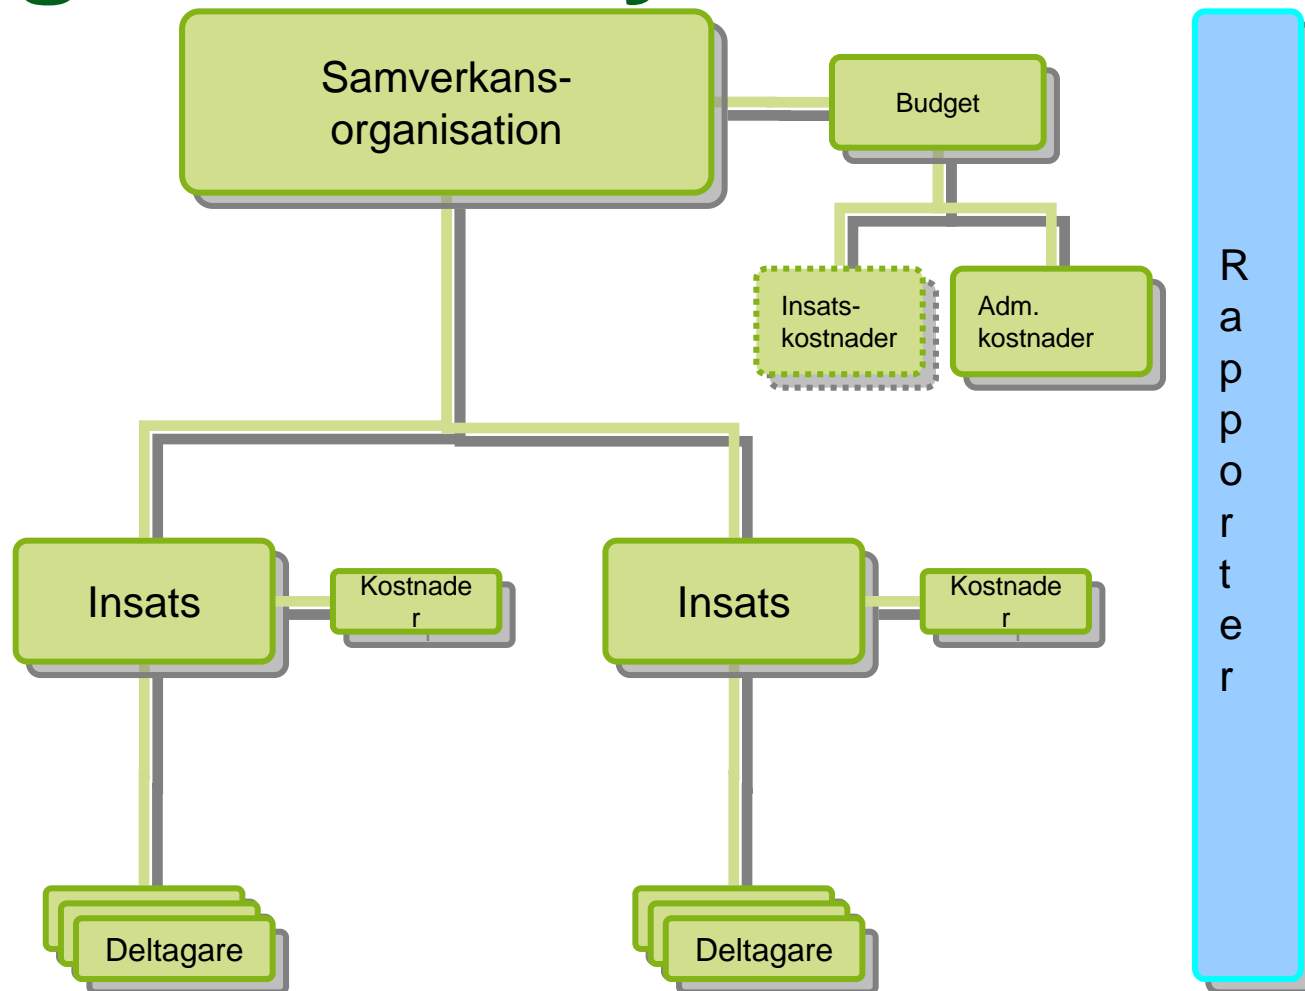 Samverkans-
organisation
Budget
Insats-
kostnader
Adm.
kostnader
Insats
Kostnade
r
Insats
Kostnade
r
Deltagare
Deltagare
R
a
p
p
o
r
t
e
r